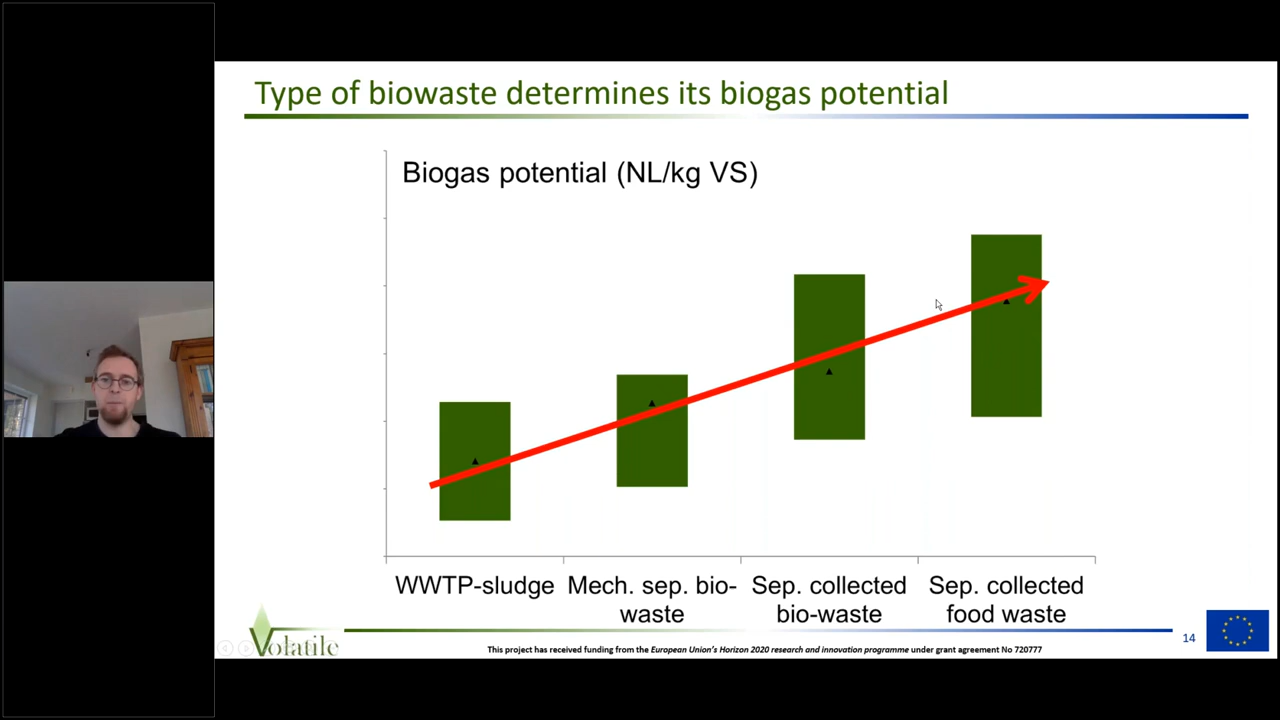 Type of biowaste determines its biogas potential
Biogas potential (NL/kg VS)
WWTP-sludge
Mech. sep. bio-
waste
Sep. collected
bio-waste
Sep. collected
food waste
Volatile
This project has received funding from the European Union's Horizon 2020 research and innovation programme under grant agreement No 720777
14